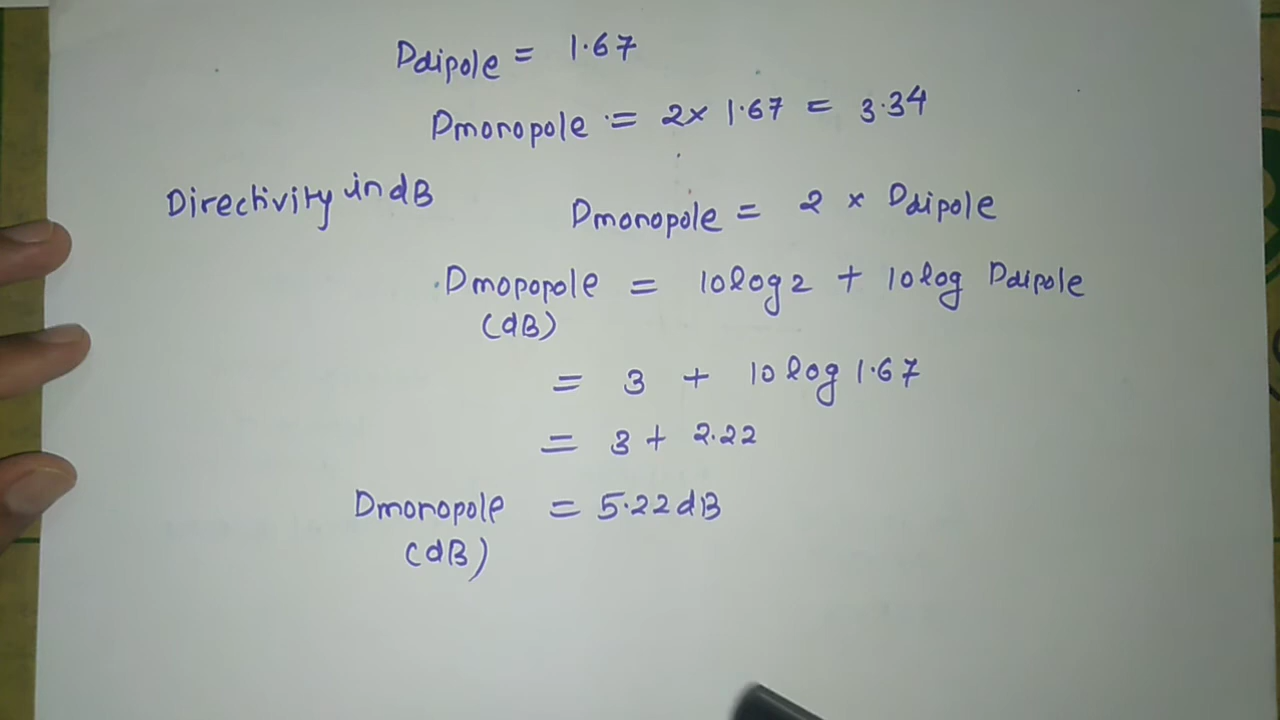 Ddipole = 1.67
Dmonopole = 2x 1.67 = 3.34
Directivity in dB
Dmonopole = 2 x Ddipole
Dmopopole = 10log2 + 10log Ddipole
(dB)
= 3 + 10log 1.67
= 3 + 2.22
Dmonopole = 5.22dB
(dB)